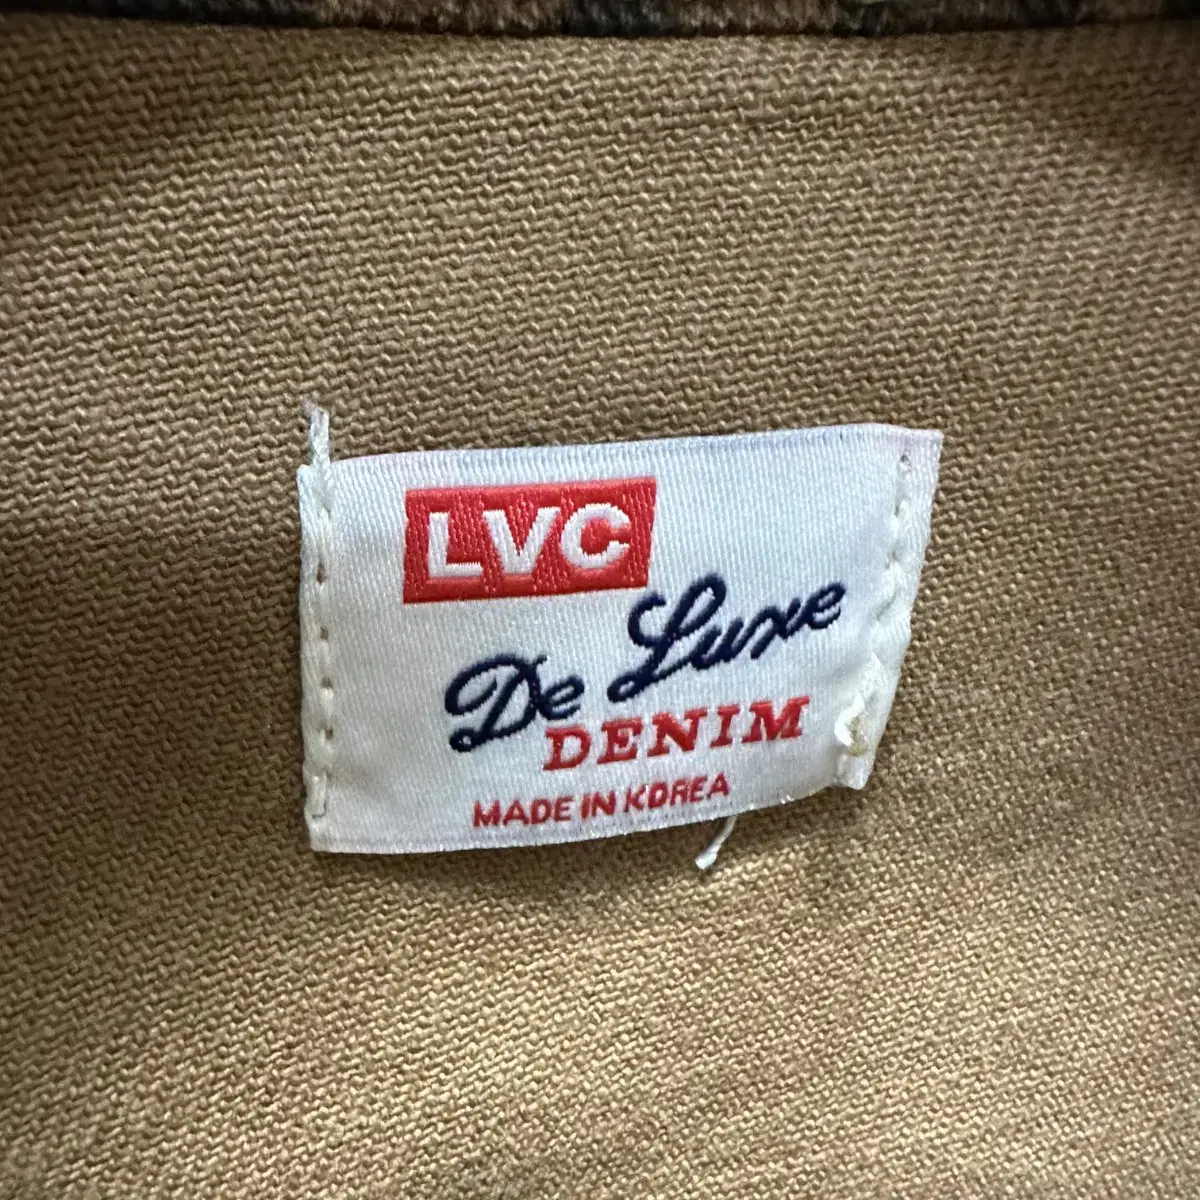 LVC
De Luxe
DENIM
MADE IN KOREA